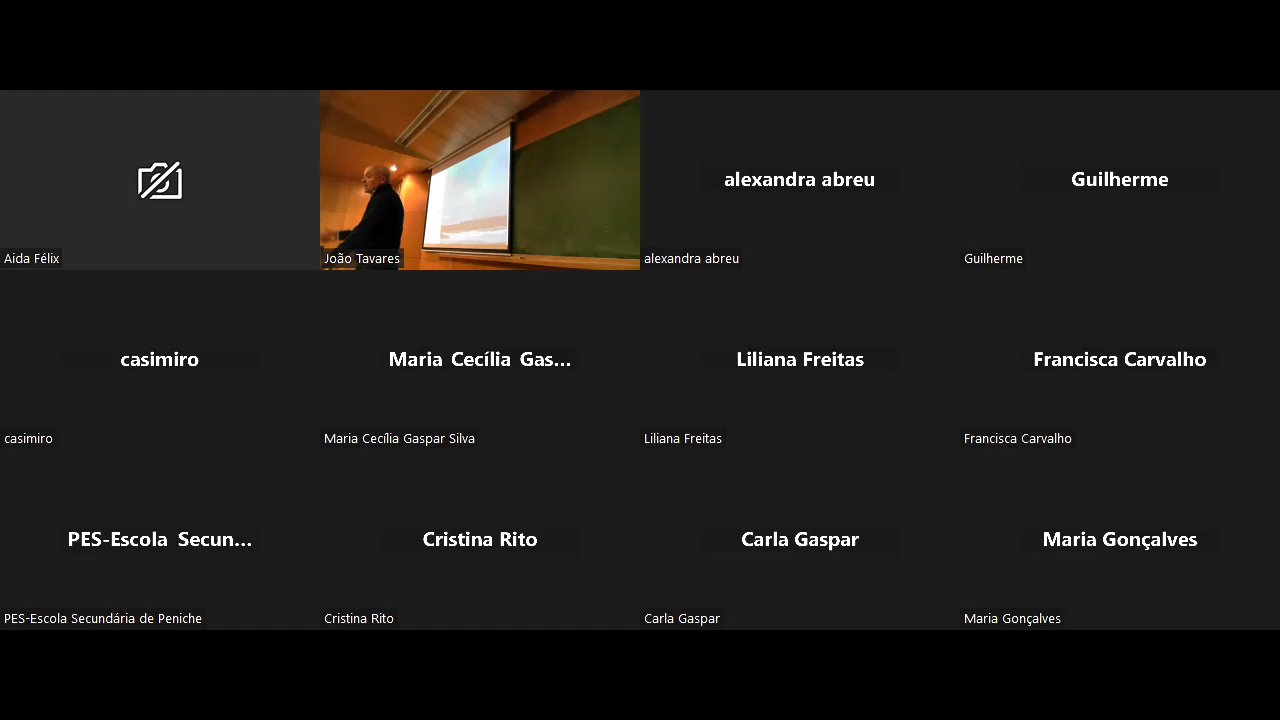 Aida Félix
João Tavares
alexandra abreu
alexandra abreu
Guilherme
Guilherme
casimiro
casimiro
Maria Cecília Gas...
Maria Cecília Gaspar Silva
Liliana Freitas
Liliana Freitas
Francisca Carvalho
Francisca Carvalho
PES-Escola Secun...
PES-Escola Secundária de Peniche
Cristina Rito
Cristina Rito
Carla Gaspar
Carla Gaspar
Maria Gonçalves
Maria Gonçalves